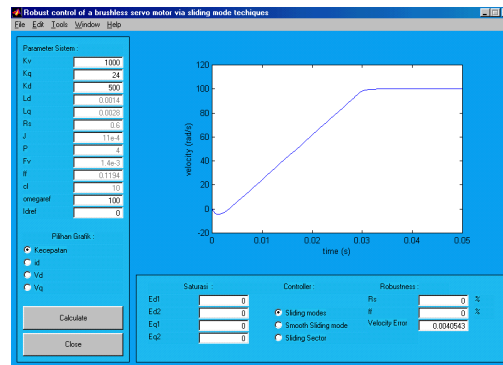 Robust control of a brushless servo motor via sliding mode techiques
File Edit Tools Window Help
Parameter Sistem :
Kv 1000
Kq 24
Kd 500
Ld 0.0014
Lq 0.0028
Rs 0.6
J 11e-4
P 4
Fv 1.4e-3
ff 0.1194
cl 10
omegaref 100
Idref 0
Pilihan Grafik :
Kecepatan
id
Vd
Vq
Calculate
Close
120
100
80
60
40
20
0
-20
velocity (rad/s)
0 0.01 0.02 0.03 0.04 0.05
time (s)
Saturasi :
Ed1 0
Ed2 0
Eq1 0
Eq2 0
Controller :
Sliding modes
Smooth Sliding mode
Sliding Sector
Robustness :
Rs 0 %
ff 0 %
Velocity Error 0.0040543